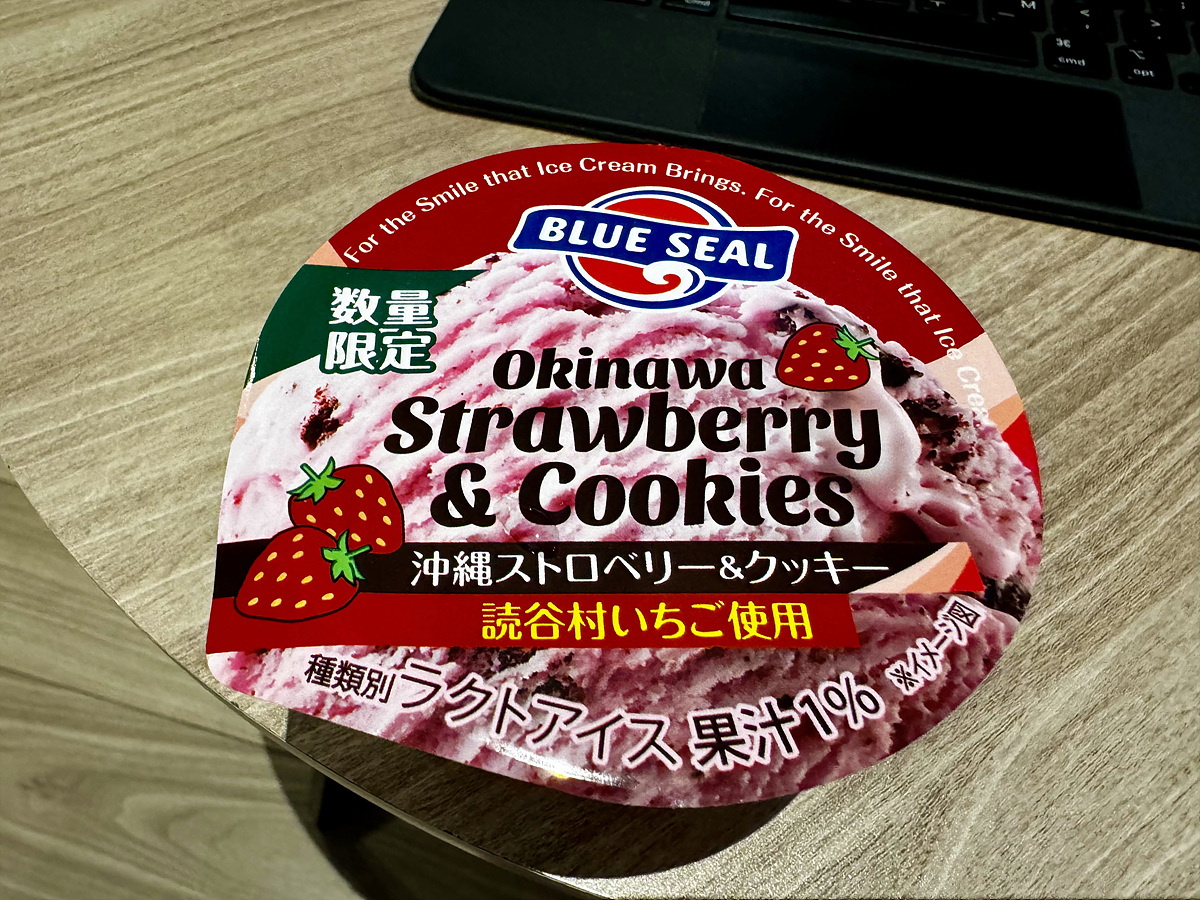 For the Smile that Ice Cream Brings. For the Smile that Ice Crea
BLUE SEAL
数量
限定
Okinawa
Strawberry
& Cookies
沖縄ストロベリー&クッキー
読谷村いちご使用
種類別 ラクトアイス 果汁1%
※イメージ図
M
⌘
cmd
⌥
opt